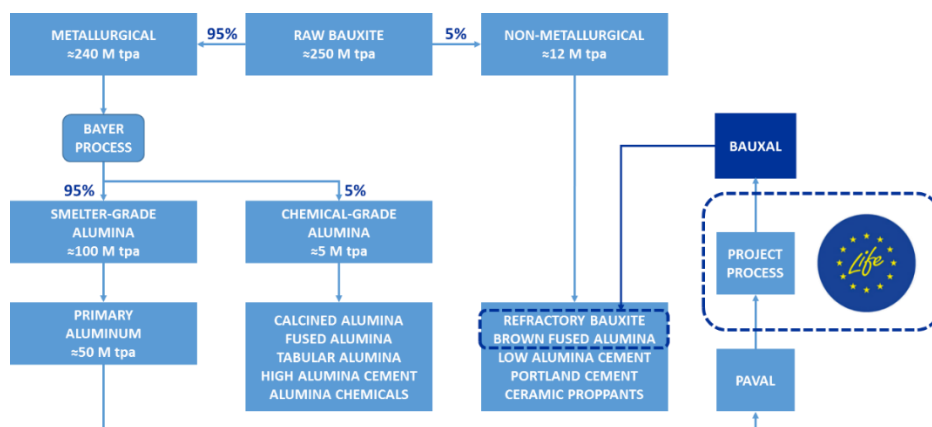 METALLURGICAL
≈240 M tpa
95%
RAW BAUXITE
≈250 M tpa
5%
NON-METALLURGICAL
≈12 M tpa
BAYER
PROCESS
BAUXAL
95%
5%
SMELTER-GRADE
ALUMINA
≈100 M tpa
CHEMICAL-GRADE
ALUMINA
≈5 M tpa
PROJECT
PROCESS
Life
PRIMARY
ALUMINUM
≈50 M tpa
CALCINED ALUMINA
FUSED ALUMINA
TABULAR ALUMINA
HIGH ALUMINA CEMENT
ALUMINA CHEMICALS
REFRACTORY BAUXITE
BROWN FUSED ALUMINA
LOW ALUMINA CEMENT
PORTLAND CEMENT
CERAMIC PROPPANTS
PAVAL